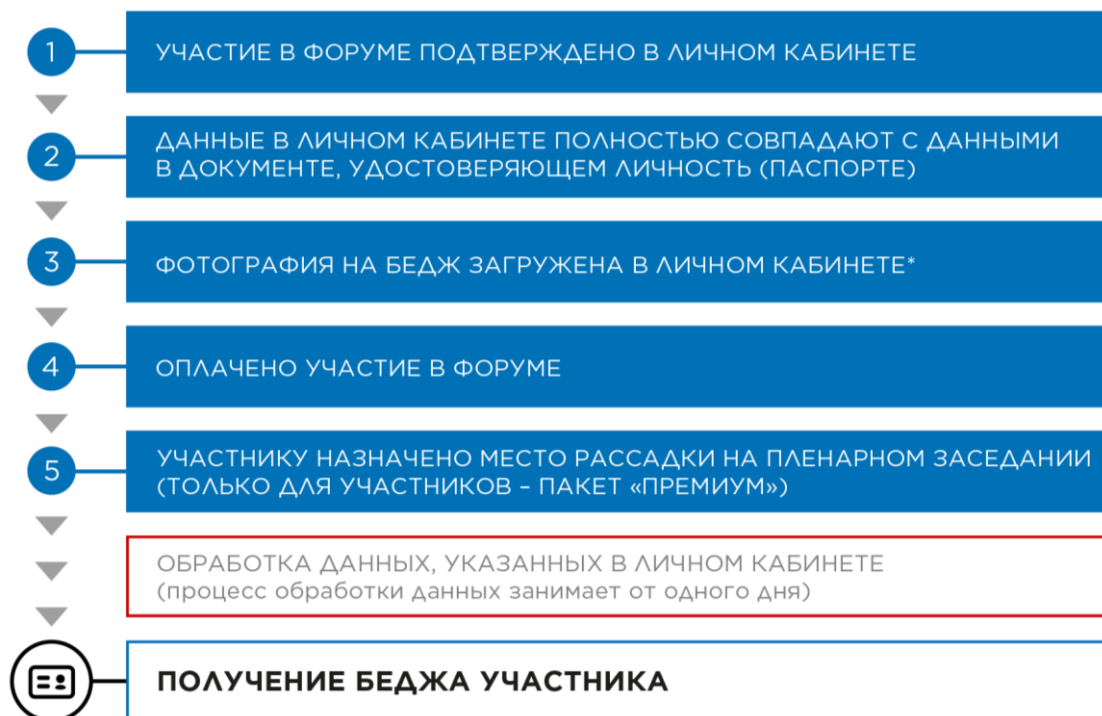 1
УЧАСТИЕ В ФОРУМЕ ПОДТВЕРЖДЕНО В ЛИЧНОМ КАБИНЕТЕ
2
ДАННЫЕ В ЛИЧНОМ КАБИНЕТЕ ПОЛНОСТЬЮ СОВПАДАЮТ С ДАННЫМИ
В ДОКУМЕНТЕ, УДОСТОВЕРЯЮЩЕМ ЛИЧНОСТЬ (ПАСПОРТЕ)
3
ФОТОГРАФИЯ НА БЕДЖ ЗАГРУЖЕНА В ЛИЧНОМ КАБИНЕТЕ*
4
ОПЛАЧЕНО УЧАСТИЕ В ФОРУМЕ
5
УЧАСТНИКУ НАЗНАЧЕНО МЕСТО РАССАДКИ НА ПЛЕНАРНОМ ЗАСЕДАНИИ
(ТОЛЬКО ДЛЯ УЧАСТНИКОВ – ПАКЕТ «ПРЕМИУМ»)
ОБРАБОТКА ДАННЫХ, УКАЗАННЫХ В ЛИЧНОМ КАБИНЕТЕ
(процесс обработки данных занимает от одного дня)
ПОЛУЧЕНИЕ БЕДЖА УЧАСТНИКА